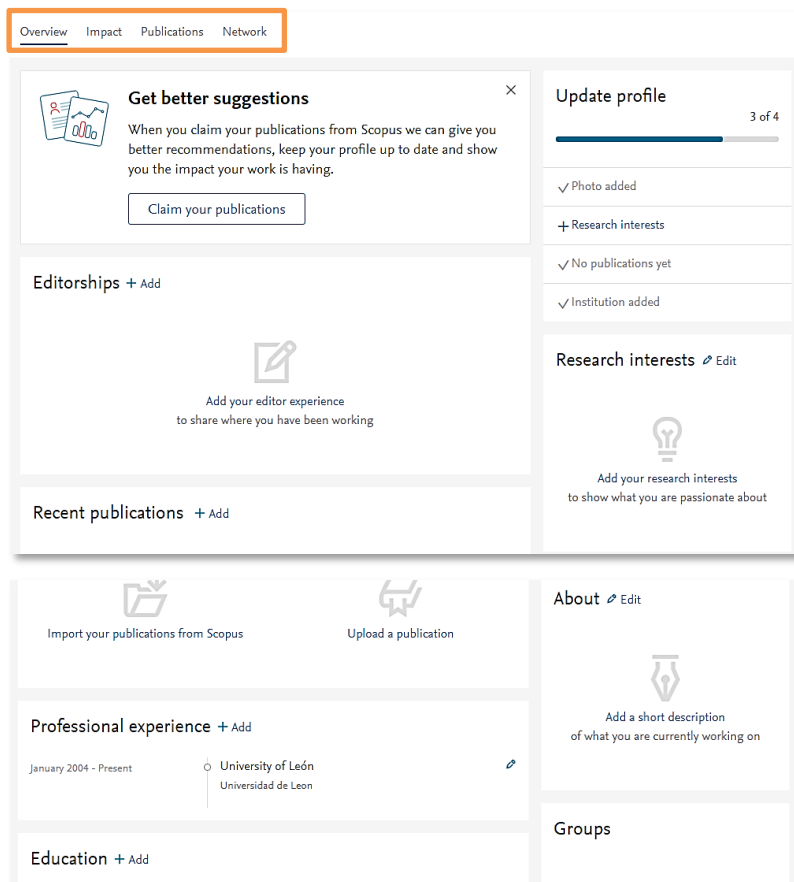 Overview Impact Publications Network
Get better suggestions
When you claim your publications from Scopus we can give you
better recommendations, keep your profile up to date and show
you the impact your work is having.
Claim your publications
Editorships + Add
Add your editor experience
to share where you have been working
Recent publications + Add
Update profile
3 of 4
Photo added
Research interests
No publications yet
Institution added
Research interests Edit
Add your research interests
to show what you are passionate about
Import your publications from Scopus
Upload a publication
Professional experience + Add
January 2004 - Present
University of León
Universidad de Leon
Education + Add
About Edit
Add a short description
of what you are currently working on
Groups